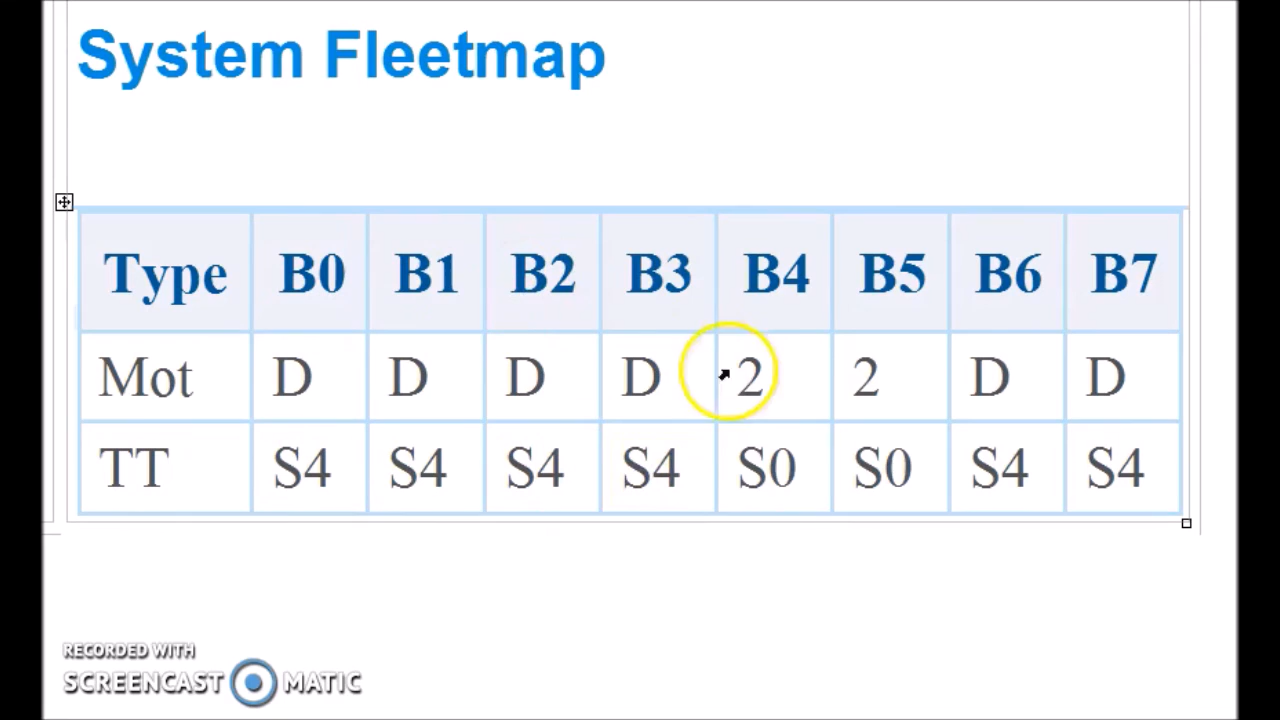 System Fleetmap
Type B0 B1 B2 B3 B4 B5 B6 B7
Mot D D D D 2 2 D D
TT S4 S4 S4 S4 S0 S0 S4 S4
RECORDED WITH
SCREENCAST MATIC